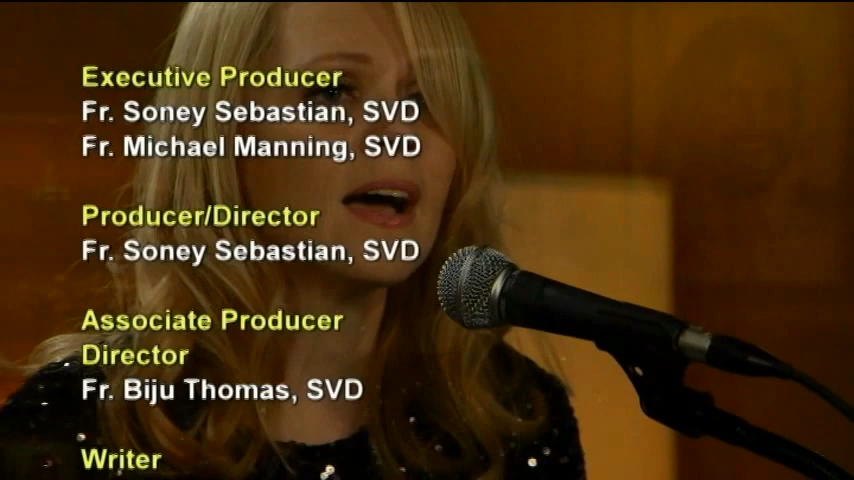 Executive Producer
Fr. Soney Sebastian, SVD
Fr. Michael Manning, SVD
Producer/Director
Fr. Soney Sebastian, SVD
Associate Producer
Director
Fr. Biju Thomas, SVD
Writer